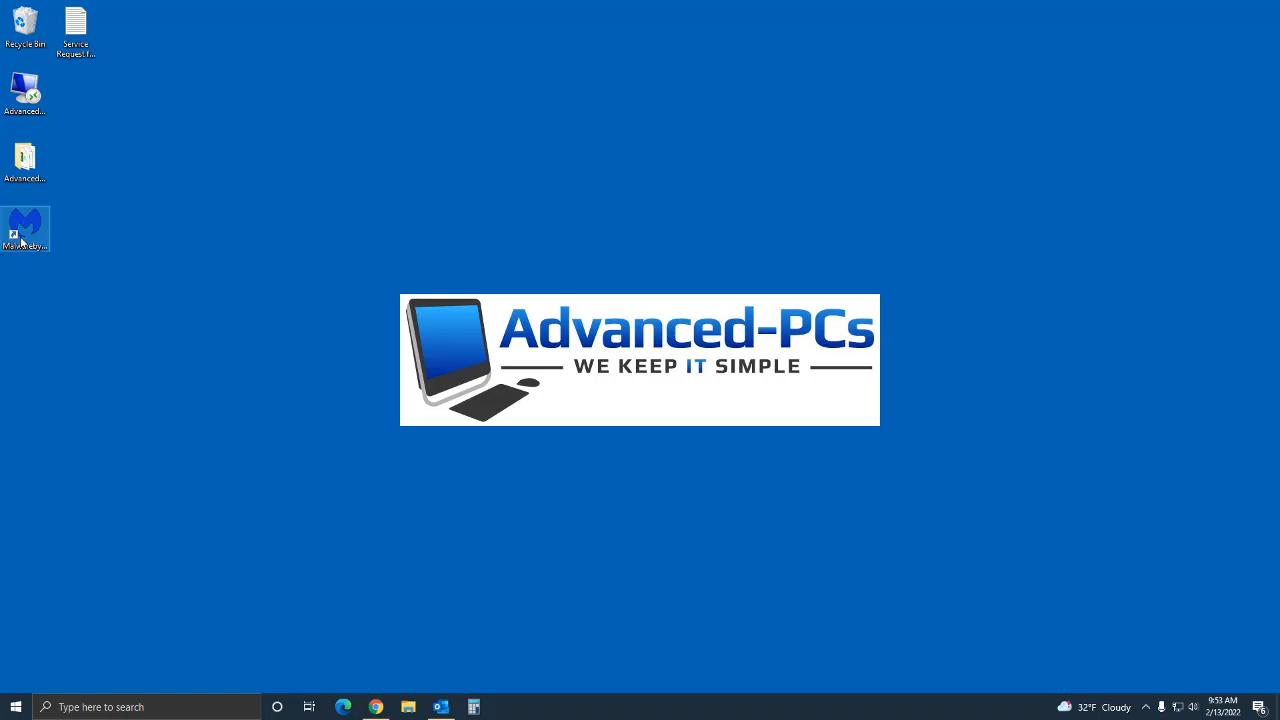 Recycle Bin
Service
Request f...
Advanced...
Advanced...
Advanced-PCs
WE KEEP IT SIMPLE
Type here to search
32°F Cloudy
9:53 AM
2/13/2022
6